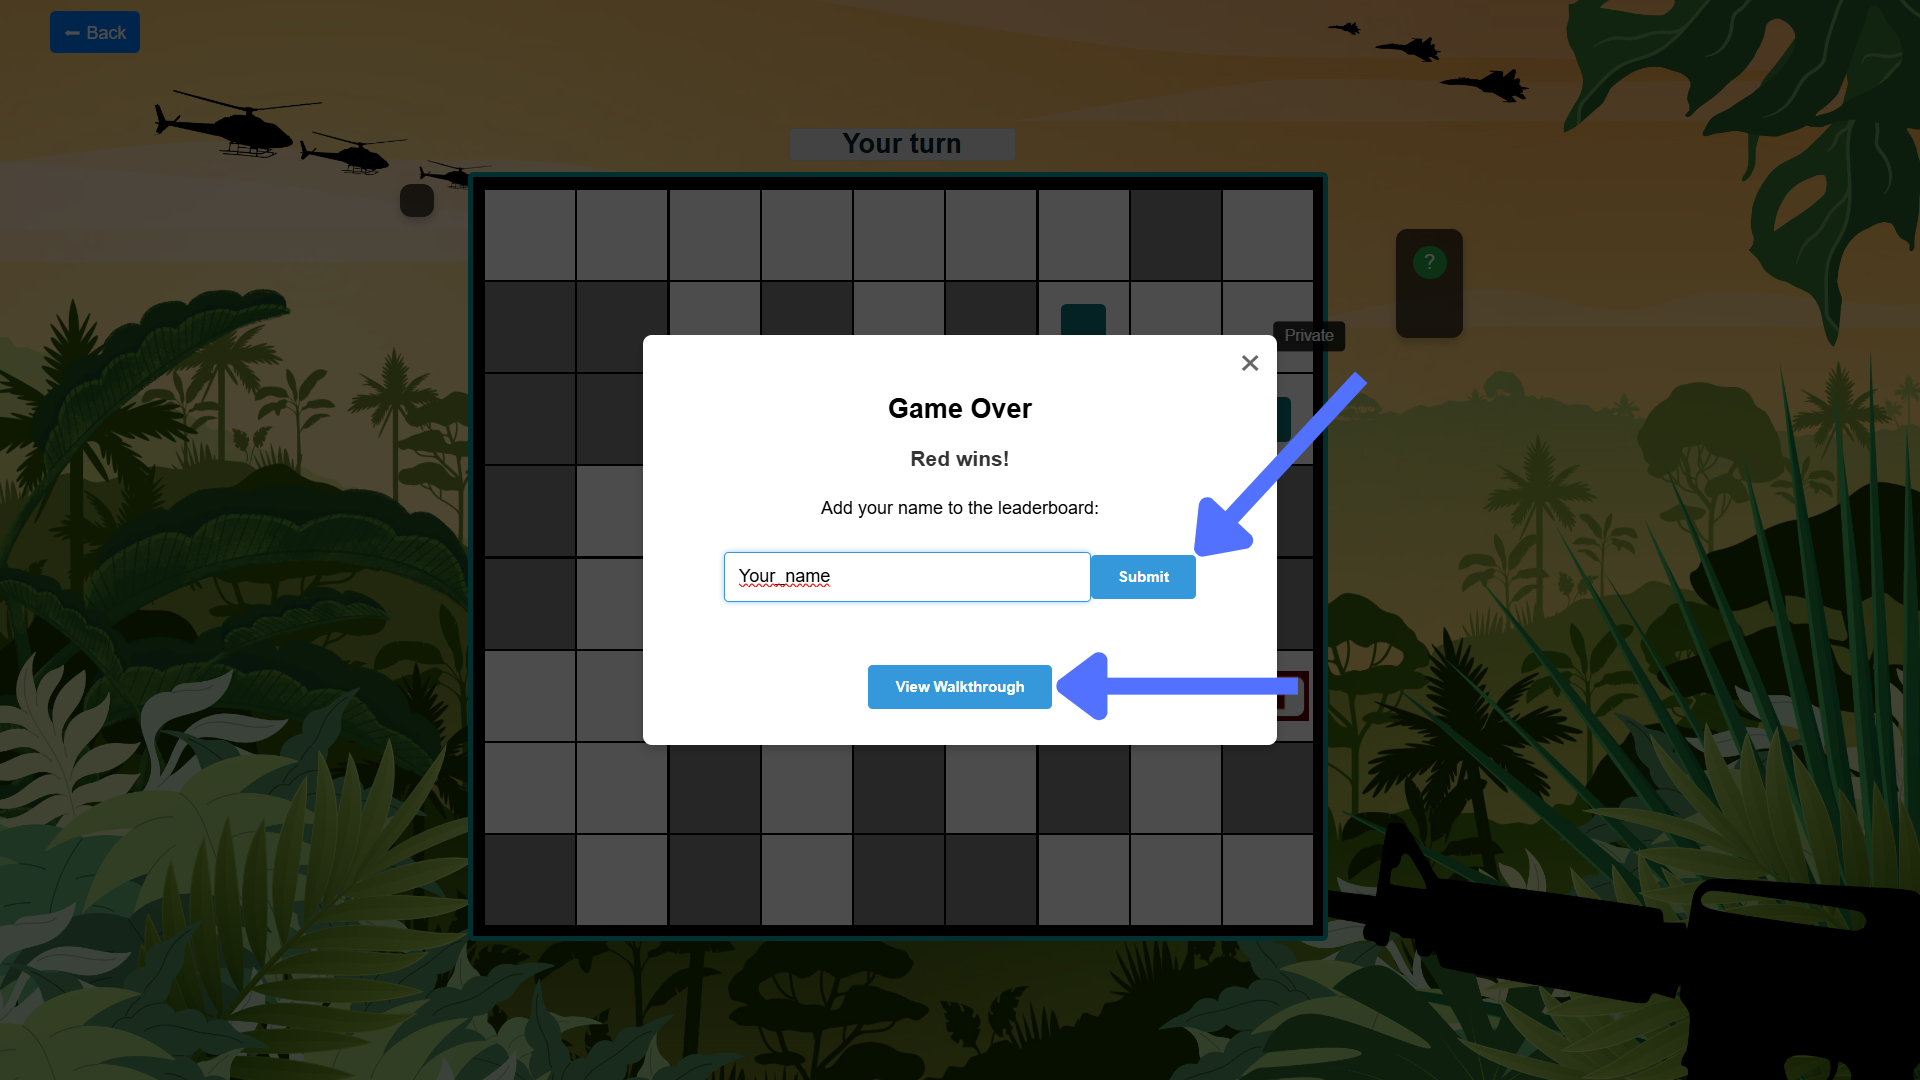 Back
Your turn
?
Private
Game Over
Red wins!
Add your name to the leaderboard:
Your_name
Submit
View Walkthrough